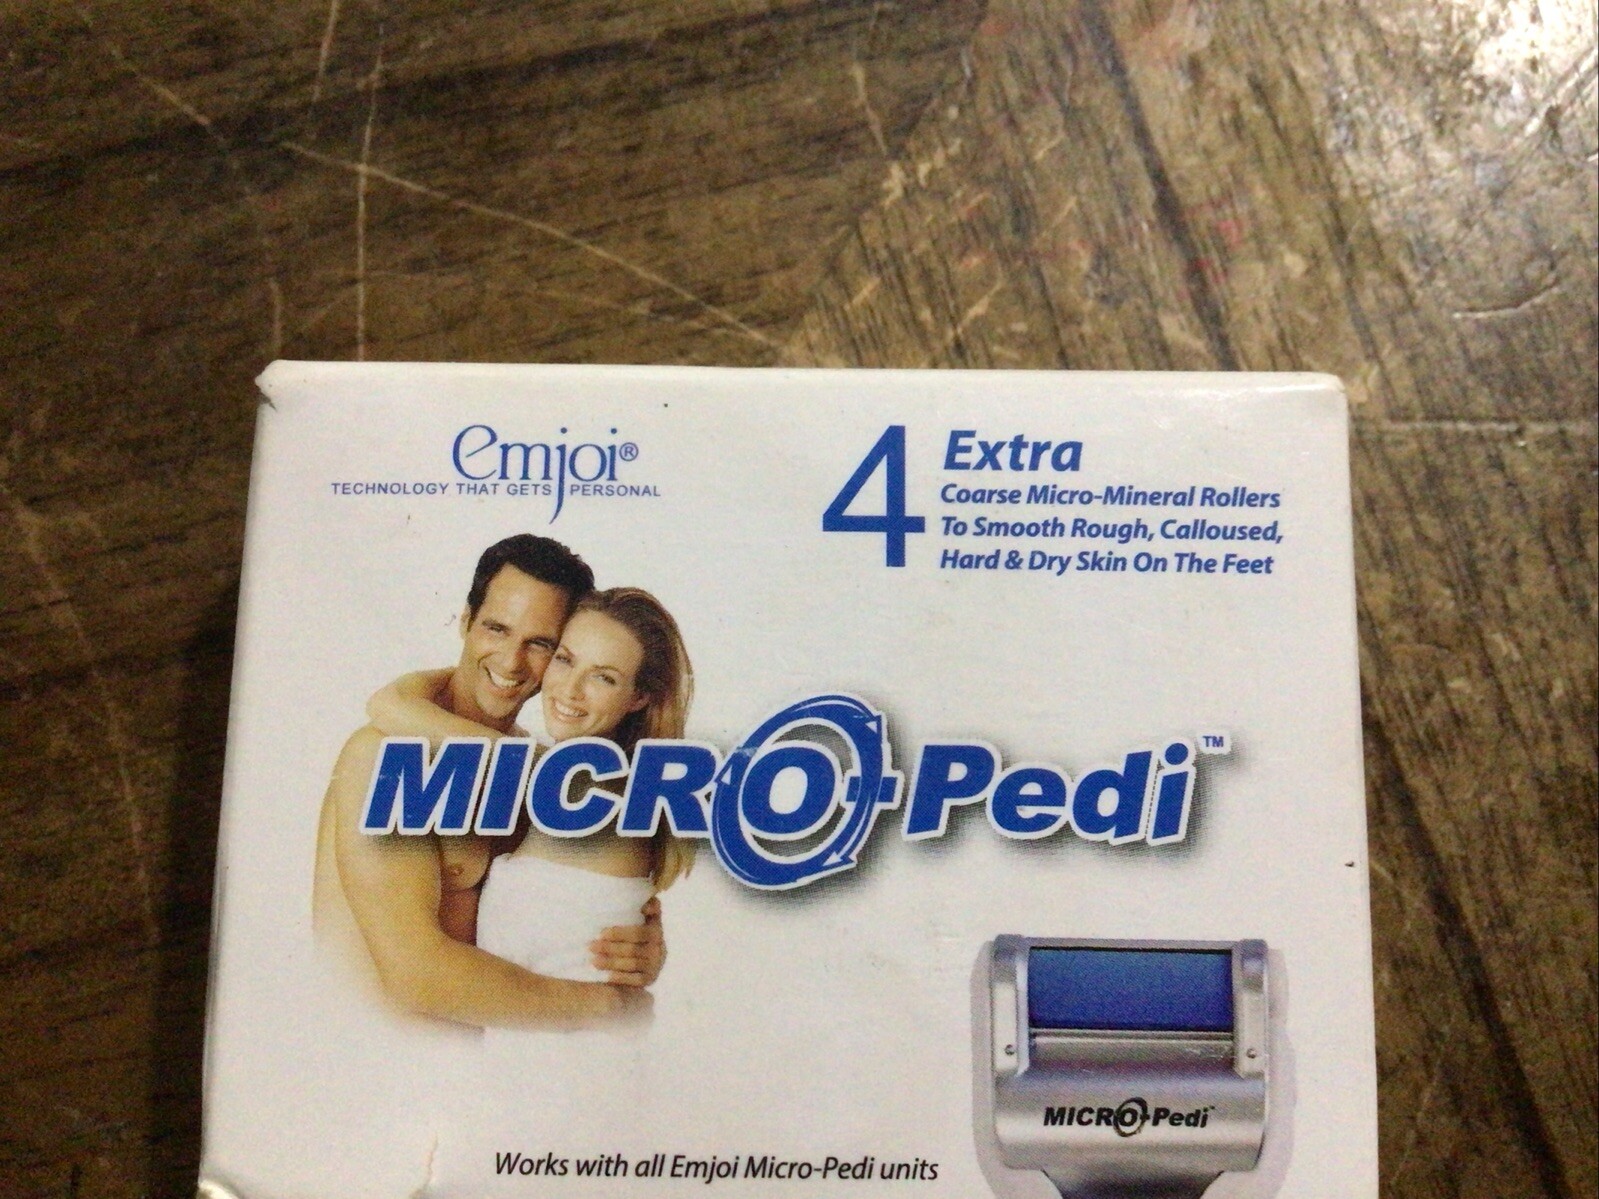 emjoi®
TECHNOLOGY THAT GETS PERSONAL
4 Extra
Coarse Micro-Mineral Rollers
To Smooth Rough, Calloused,
Hard & Dry Skin On The Feet
MICRO-Pedi™
MICRO-Pedi™
Works with all Emjoi Micro-Pedi units